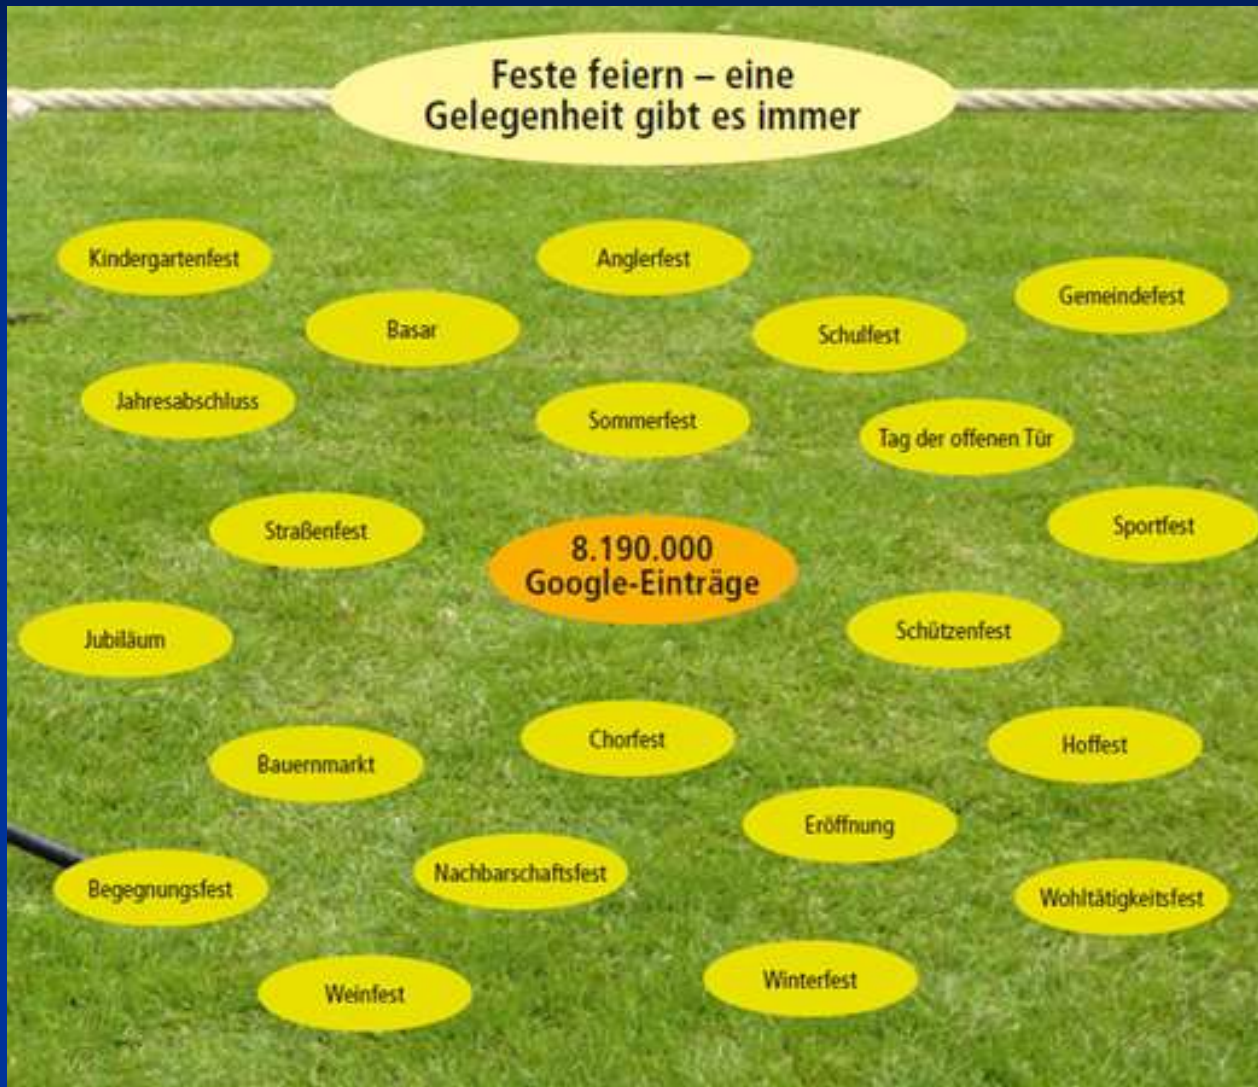 Feste feiern – eine
Gelegenheit gibt es immer
Kindergartenfest
Anglerfest
Gemeindefest
Basar
Schulfest
Jahresabschluss
Sommerfest
Tag der offenen Tür
Straßenfest
Sportfest
8.190.000
Google-Einträge
Jubiläum
Schützenfest
Chorfest
Hoffest
Bauernmarkt
Eröffnung
Nachbarschaftsfest
Begegnungsfest
Wohltätigkeitsfest
Weinfest
Winterfest